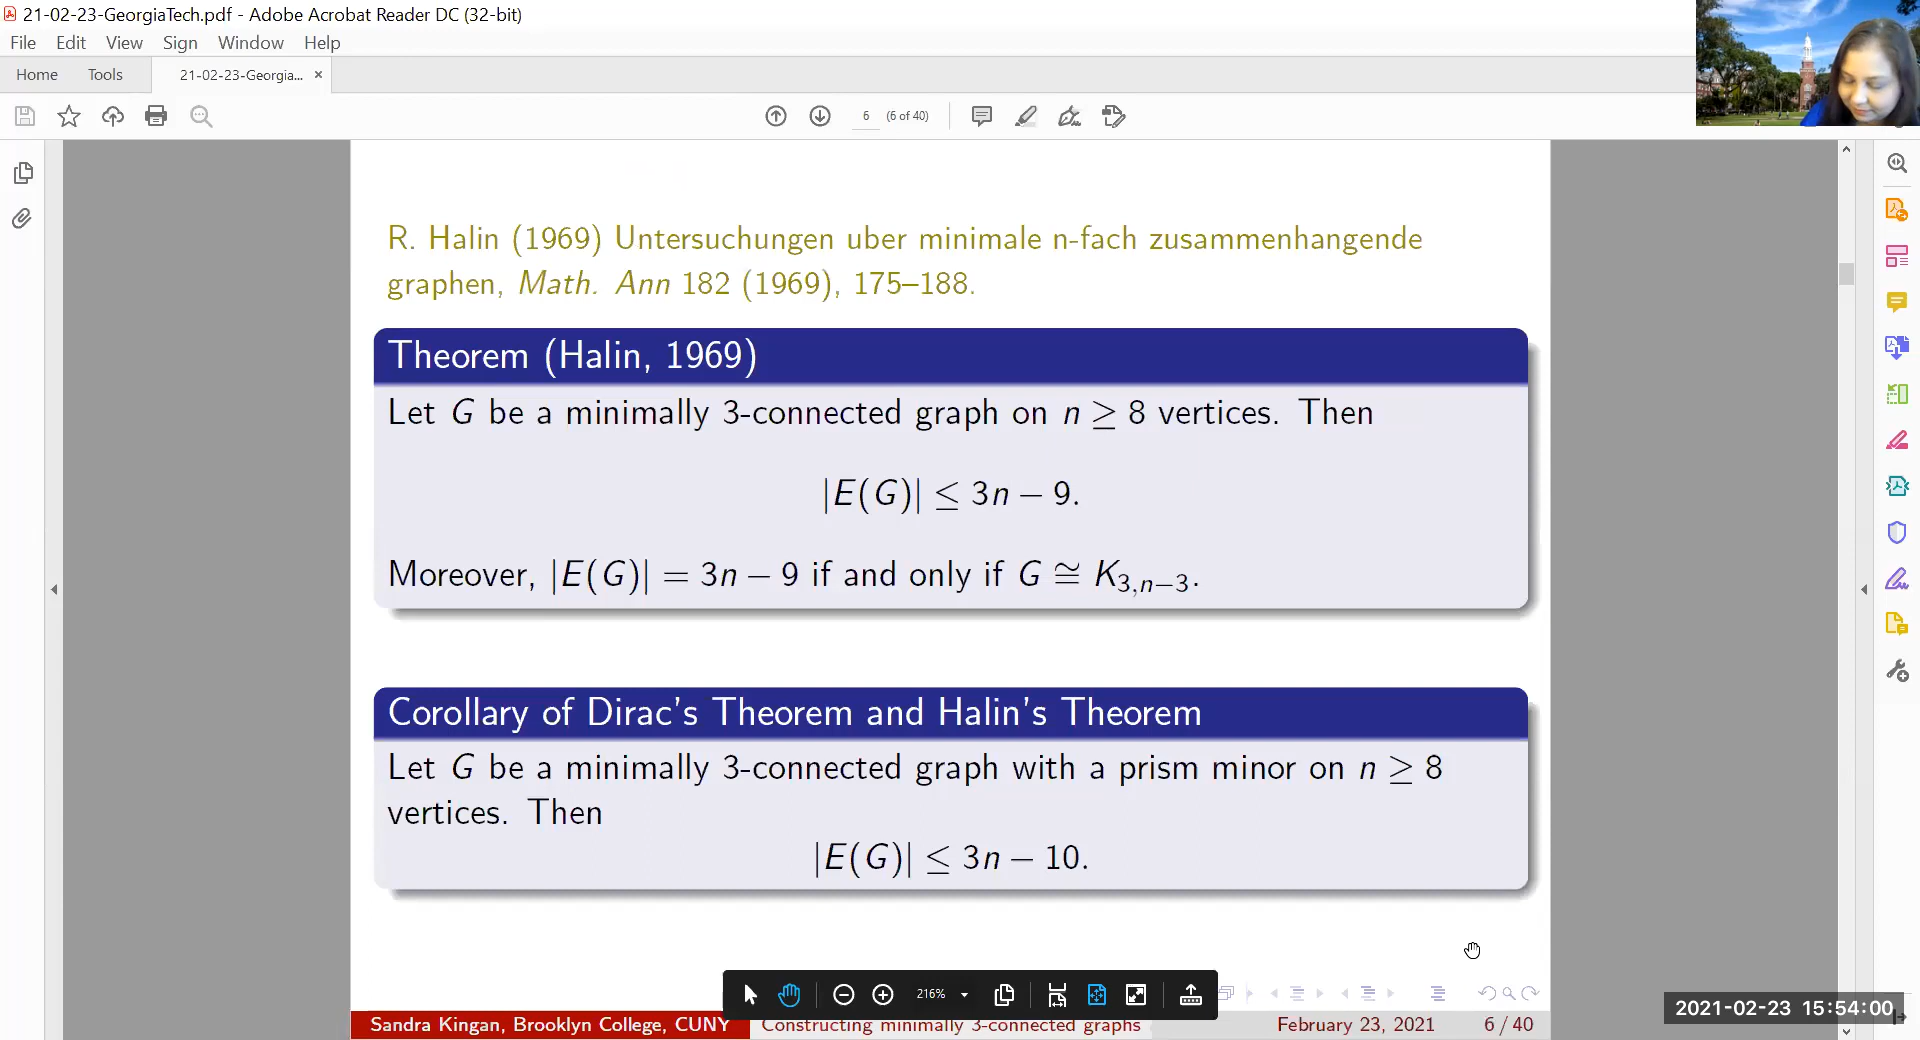 21-02-23-GeorgiaTech.pdf - Adobe Acrobat Reader DC (32-bit)
File Edit View Sign Window Help
Home Tools 21-02-23-Georgia... ×
6 (6 of 40)
R. Halin (1969) Untersuchungen uber minimale n-fach zusammenhangende
graphen, Math. Ann 182 (1969), 175–188.
Theorem (Halin, 1969)
Let G be a minimally 3-connected graph on n ≥ 8 vertices. Then
|E(G)| ≤ 3n − 9.
Moreover, |E(G)| = 3n − 9 if and only if G ≅ K₃,ₙ₋₃.
Corollary of Dirac's Theorem and Halin's Theorem
Let G be a minimally 3-connected graph with a prism minor on n ≥ 8
vertices. Then
|E(G)| ≤ 3n − 10.
216%
2021-02-23 15:54:00
Sandra Kingan, Brooklyn College, CUNY Constructing minimally 3-connected graphs February 23, 2021 6 / 40